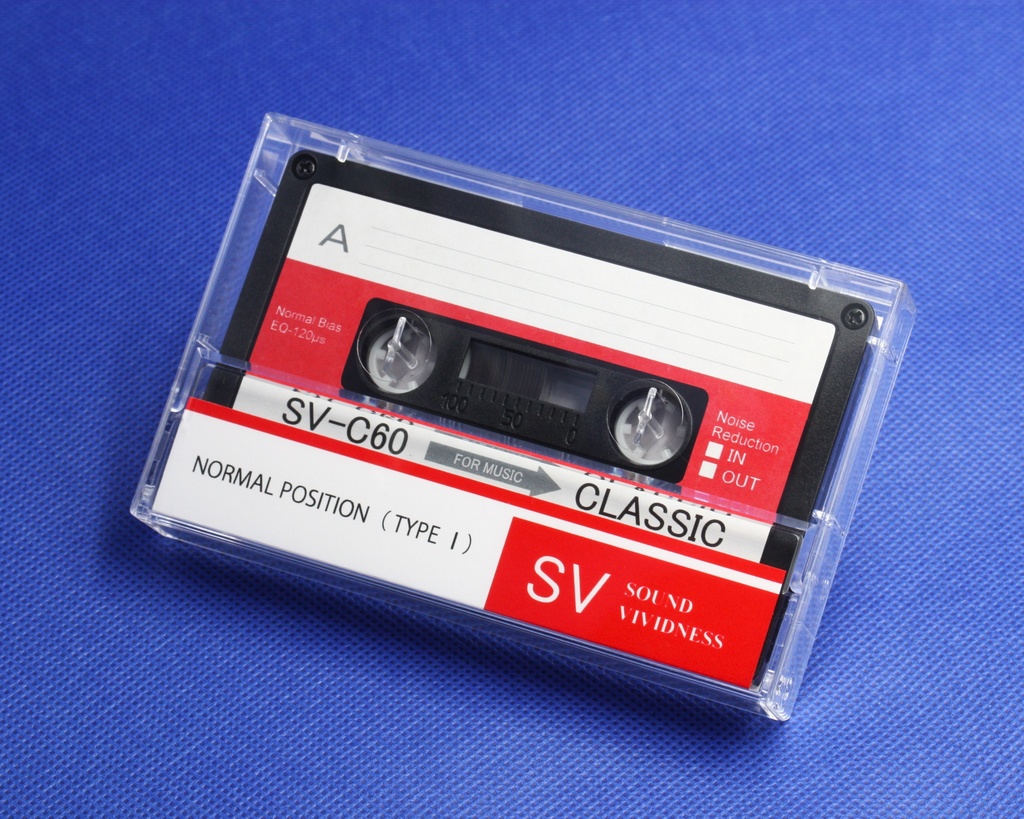 A
Normal Bias
EQ-120μs
100 50 0
Noise
Reduction
IN
OUT
SV-C60
FOR MUSIC
CLASSIC
NORMAL POSITION (TYPE I)
SV
SOUND
VIVIDNESS